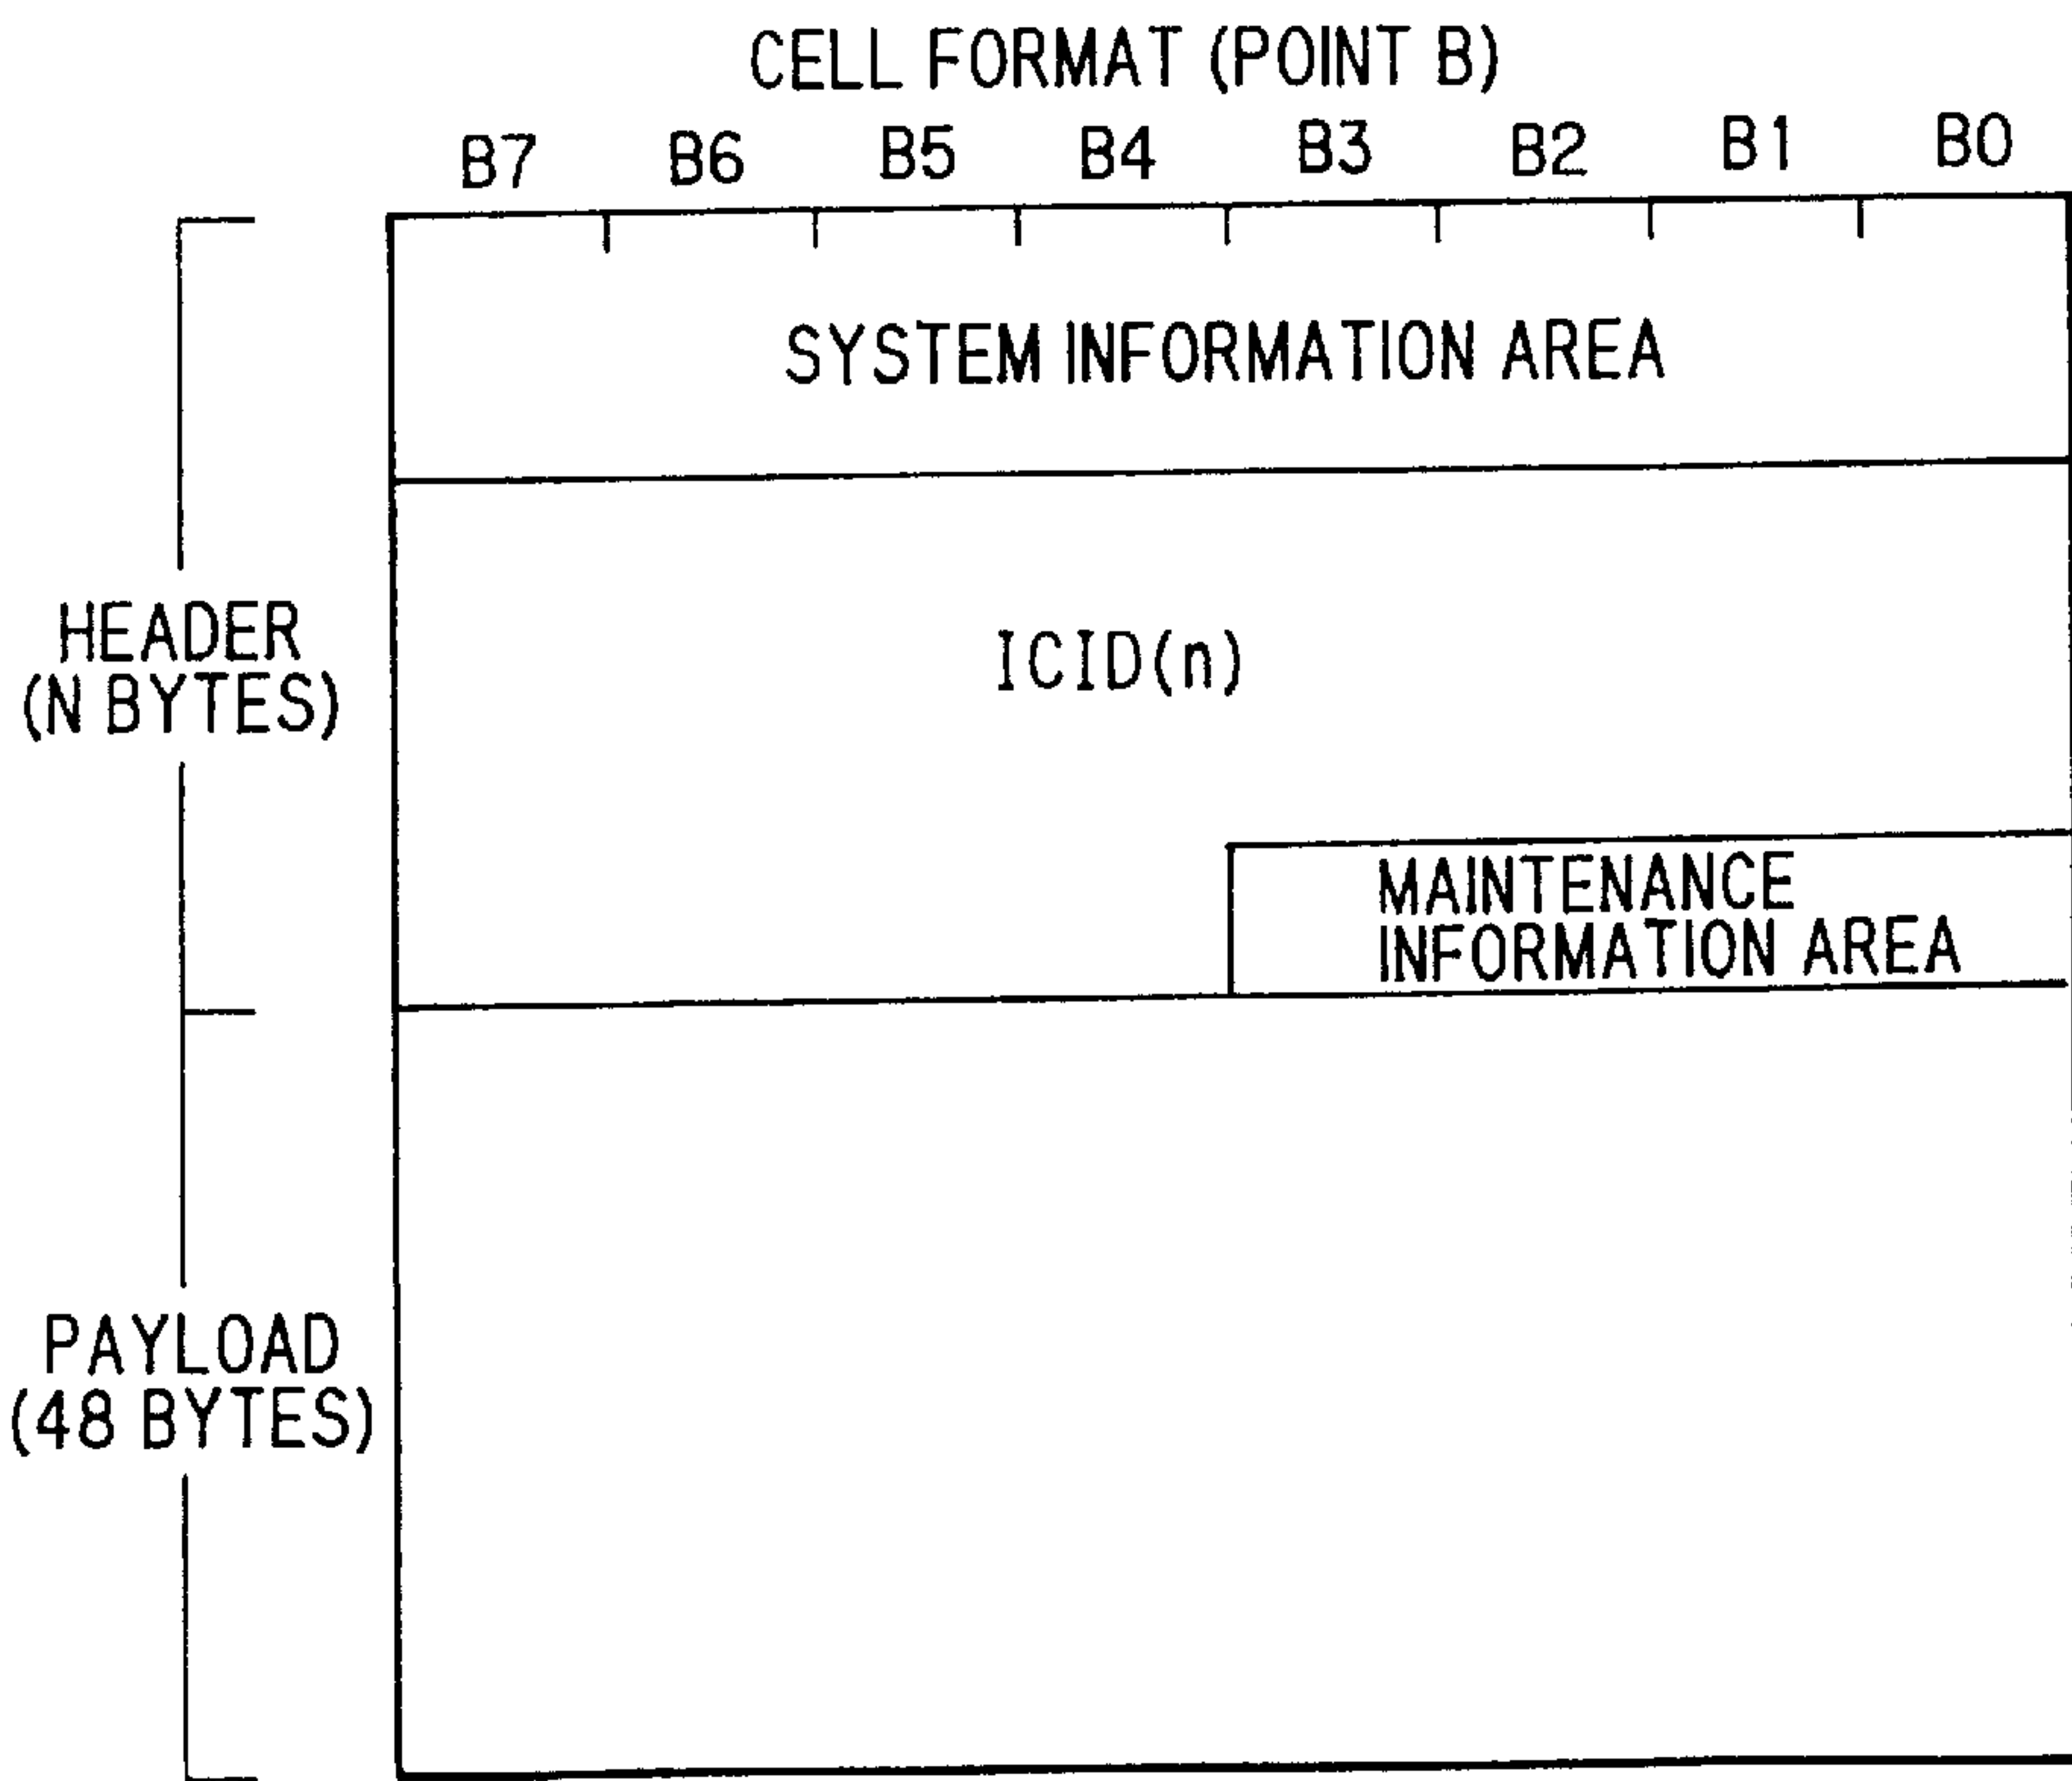 CELL FORMAT (POINT B)
B7 B6 B5 B4 B3 B2 B1 B0
SYSTEM INFORMATION AREA
HEADER
(N BYTES)
ICID(n)
MAINTENANCE
INFORMATION AREA
PAYLOAD
(48 BYTES)